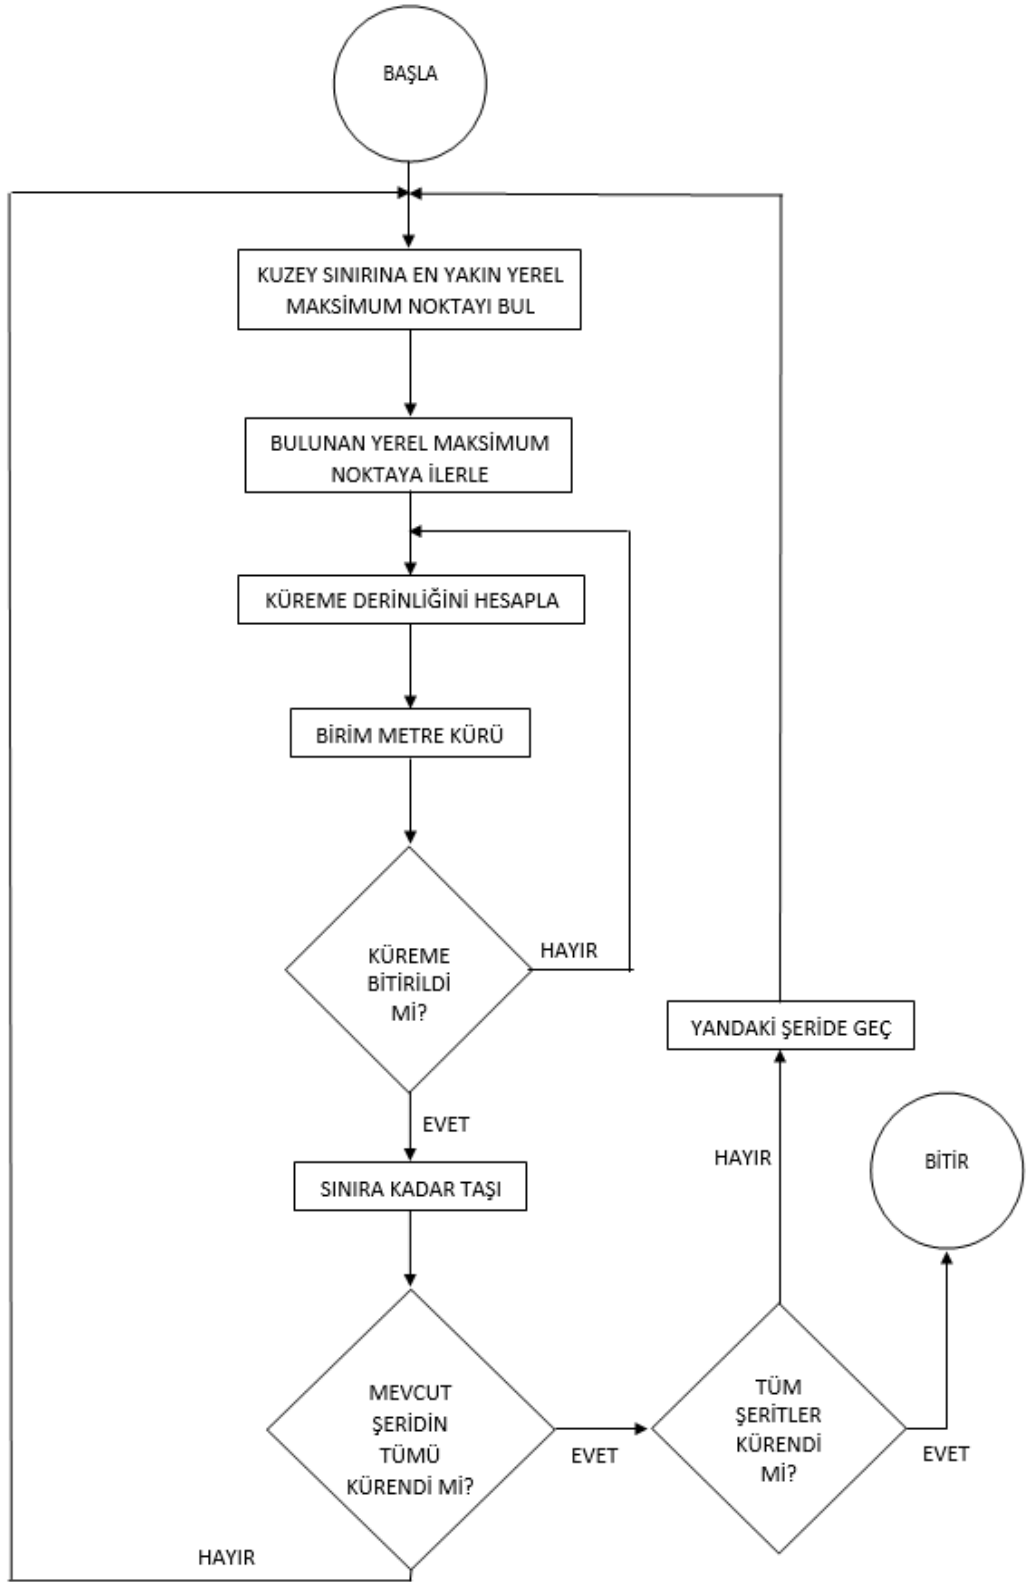 BAŞLA
KUZEY SINIRINA EN YAKIN YEREL
MAKSİMUM NOKTAYI BUL
BULUNAN YEREL MAKSİMUM
NOKTAYA İLERLE
KÜREME DERİNLİĞİNİ HESAPLA
BİRİM METRE KÜRÜ
KÜREME
BİTİRİLDİ
Mİ?
HAYIR
EVET
SINIRA KADAR TAŞI
MEVCUT
ŞERİDİN
TÜMÜ
KÜRENDİ Mİ?
HAYIR
EVET
TÜM
ŞERİTLER
KÜRENDİ
Mİ?
HAYIR
YANDAKİ ŞERİDE GEÇ
EVET
BİTİR